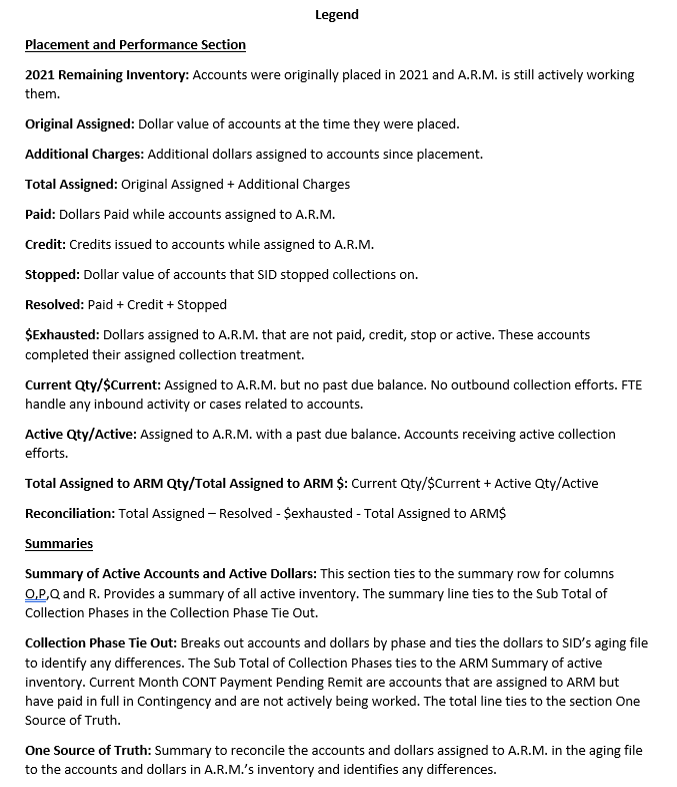 Legend
Placement and Performance Section
2021 Remaining Inventory: Accounts were originally placed in 2021 and A.R.M. is still actively working
them.
Original Assigned: Dollar value of accounts at the time they were placed.
Additional Charges: Additional dollars assigned to accounts since placement.
Total Assigned: Original Assigned + Additional Charges
Paid: Dollars Paid while accounts assigned to A.R.M.
Credit: Credits issued to accounts while assigned to A.R.M.
Stopped: Dollar value of accounts that SID stopped collections on.
Resolved: Paid + Credit + Stopped
$Exhausted: Dollars assigned to A.R.M. that are not paid, credit, stop or active. These accounts
completed their assigned collection treatment.
Current Qty/$Current: Assigned to A.R.M. but no past due balance. No outbound collection efforts. FTE
handle any inbound activity or cases related to accounts.
Active Qty/Active: Assigned to A.R.M. with a past due balance. Accounts receiving active collection
efforts.
Total Assigned to ARM Qty/Total Assigned to ARM $: Current Qty/$Current + Active Qty/Active
Reconciliation: Total Assigned – Resolved - $exhausted - Total Assigned to ARM$
Summaries
Summary of Active Accounts and Active Dollars: This section ties to the summary row for columns
O,P,Q and R. Provides a summary of all active inventory. The summary line ties to the Sub Total of
Collection Phases in the Collection Phase Tie Out.
Collection Phase Tie Out: Breaks out accounts and dollars by phase and ties the dollars to SID’s aging file
to identify any differences. The Sub Total of Collection Phases ties to the ARM Summary of active
inventory. Current Month CONT Payment Pending Remit are accounts that are assigned to ARM but
have paid in full in Contingency and are not actively being worked. The total line ties to the section One
Source of Truth.
One Source of Truth: Summary to reconcile the accounts and dollars assigned to A.R.M. in the aging file
to the accounts and dollars in A.R.M.’s inventory and identifies any differences.